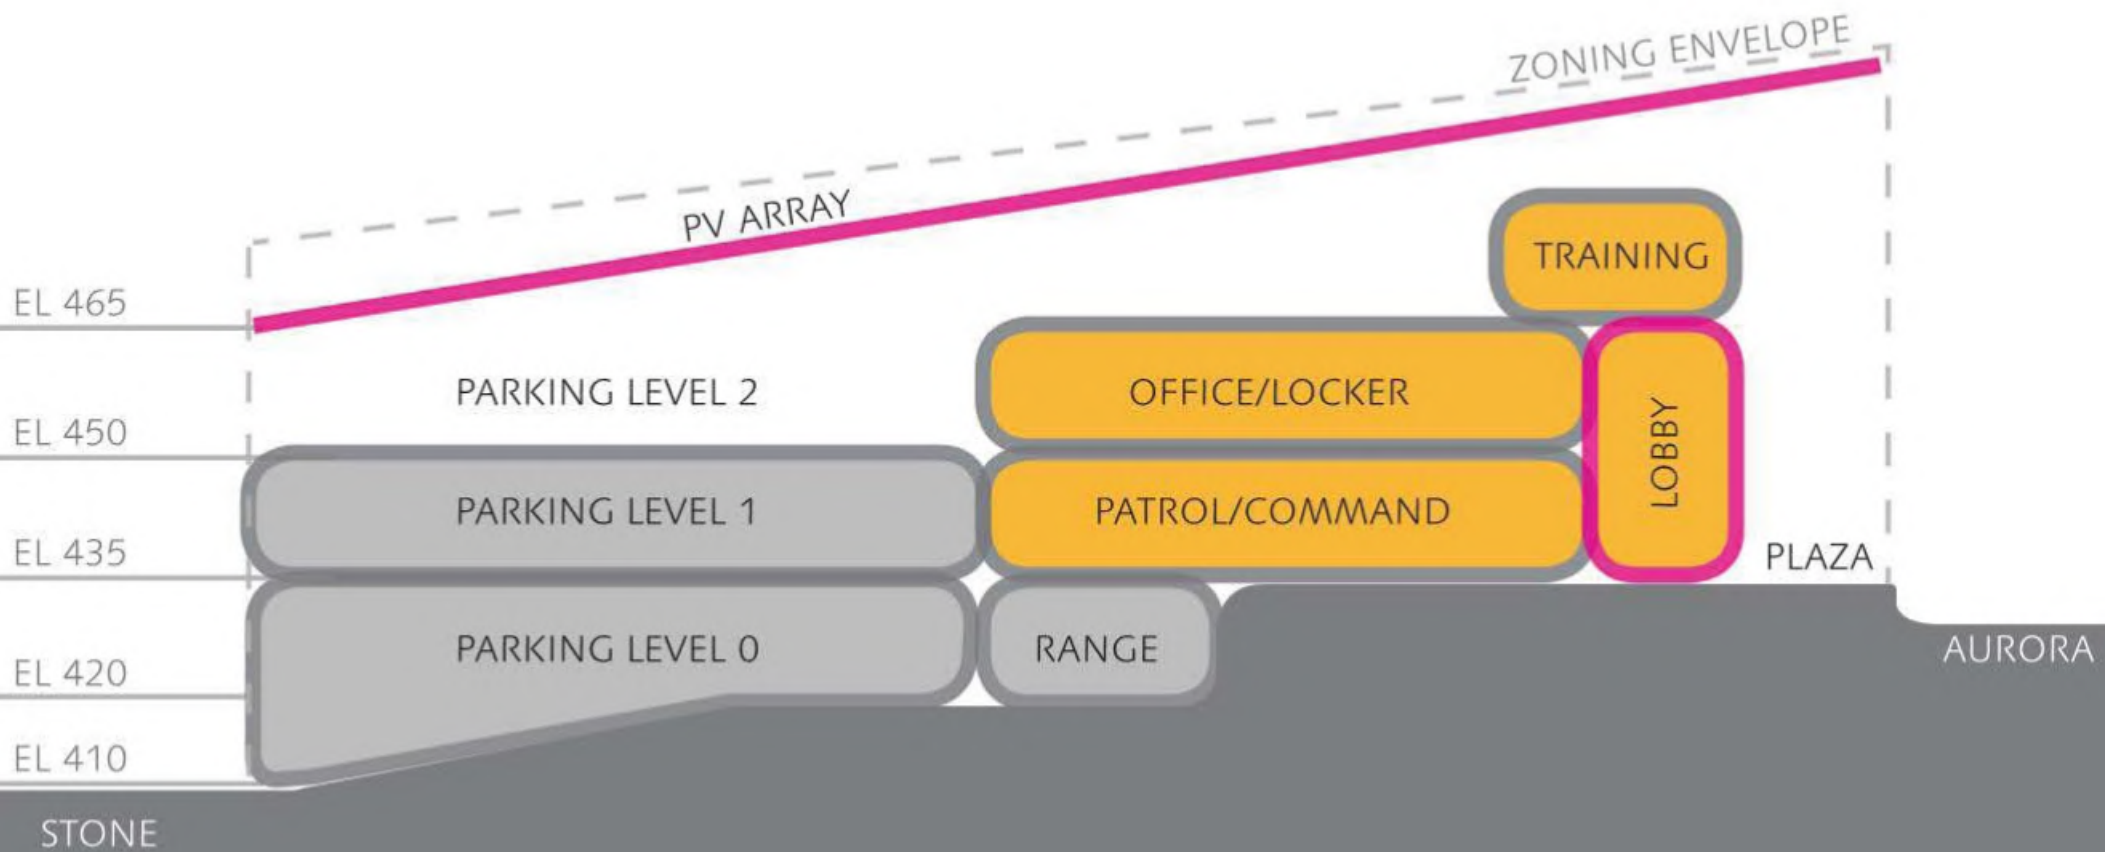 ZONING ENVELOPE
PV ARRAY
TRAINING
EL 465
PARKING LEVEL 2
OFFICE/LOCKER
EL 450
LOBBY
PARKING LEVEL 1
PATROL/COMMAND
EL 435
PLAZA
PARKING LEVEL 0
RANGE
AURORA
EL 420
EL 410
STONE